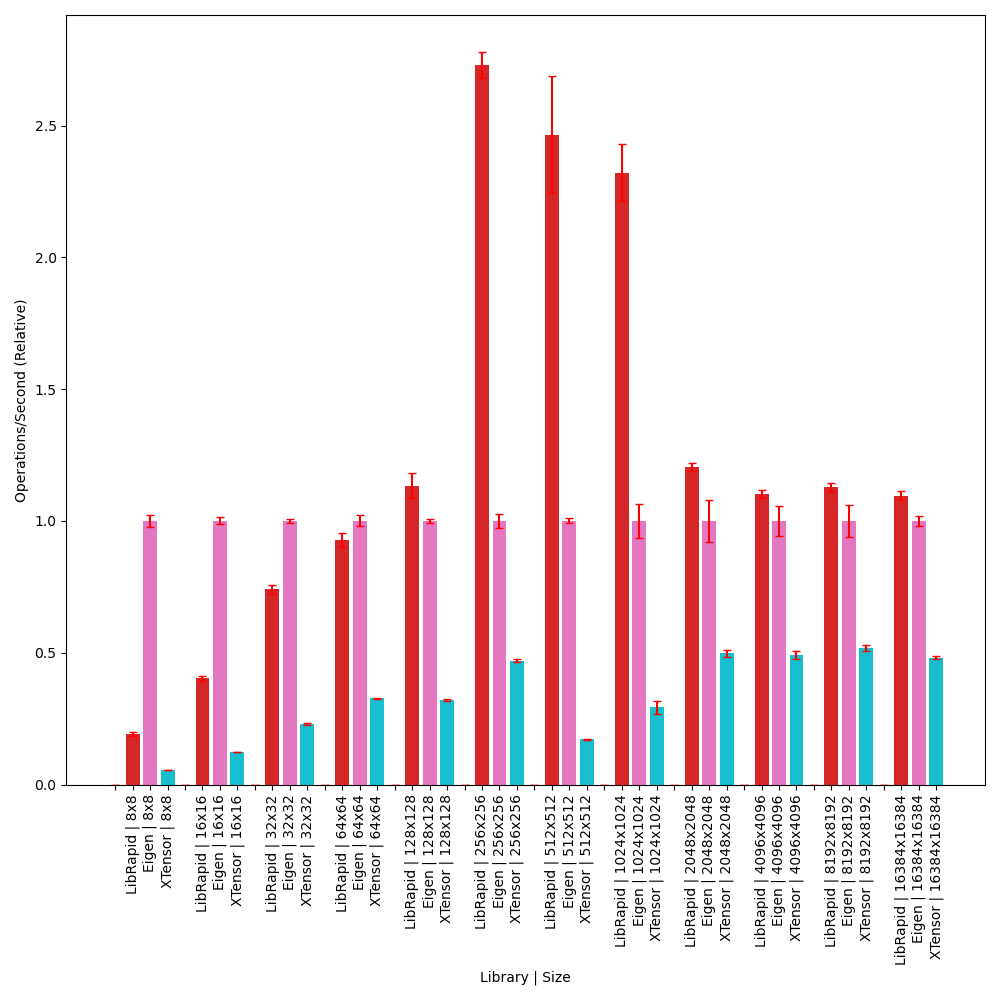 2.5
2.0
1.5
1.0
0.5
0.0
Operations/Second (Relative)
LibRapid | 8x8
Eigen | 8x8
XTensor | 8x8
LibRapid | 16x16
Eigen | 16x16
XTensor | 16x16
LibRapid | 32x32
Eigen | 32x32
XTensor | 32x32
LibRapid | 64x64
Eigen | 64x64
XTensor | 64x64
LibRapid | 128x128
Eigen | 128x128
XTensor | 128x128
LibRapid | 256x256
Eigen | 256x256
XTensor | 256x256
LibRapid | 512x512
Eigen | 512x512
XTensor | 512x512
LibRapid | 1024x1024
Eigen | 1024x1024
XTensor | 1024x1024
LibRapid | 2048x2048
Eigen | 2048x2048
XTensor | 2048x2048
LibRapid | 4096x4096
Eigen | 4096x4096
XTensor | 4096x4096
LibRapid | 8192x8192
Eigen | 8192x8192
XTensor | 8192x8192
LibRapid | 16384x16384
Eigen | 16384x16384
XTensor | 16384x16384
Library | Size